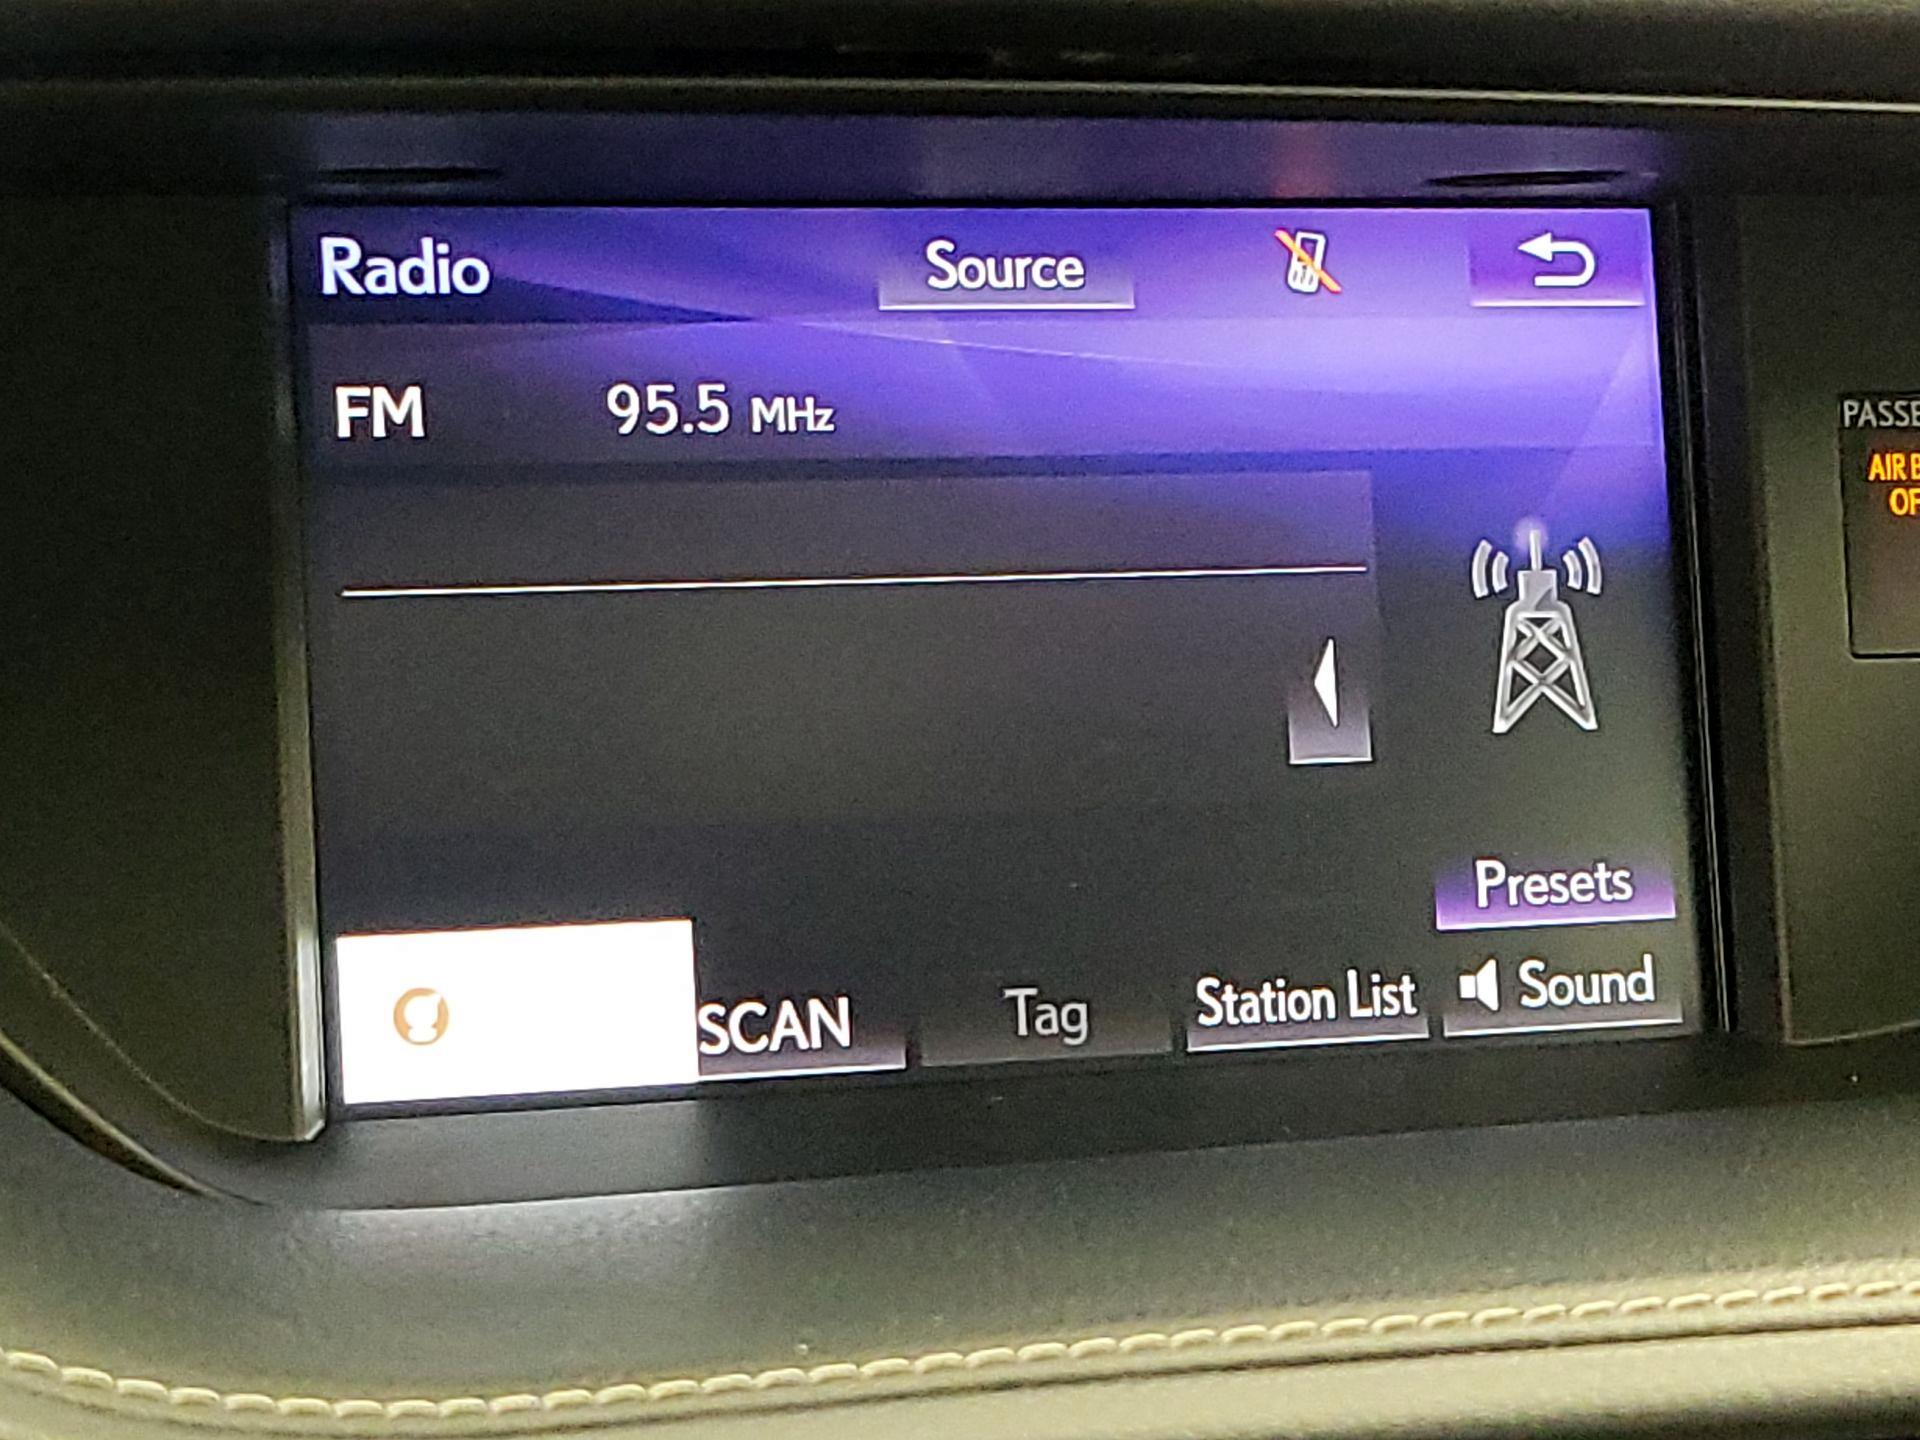 Radio
Source
FM
95.5 MHz
Presets
SCAN
Tag
Station List
Sound